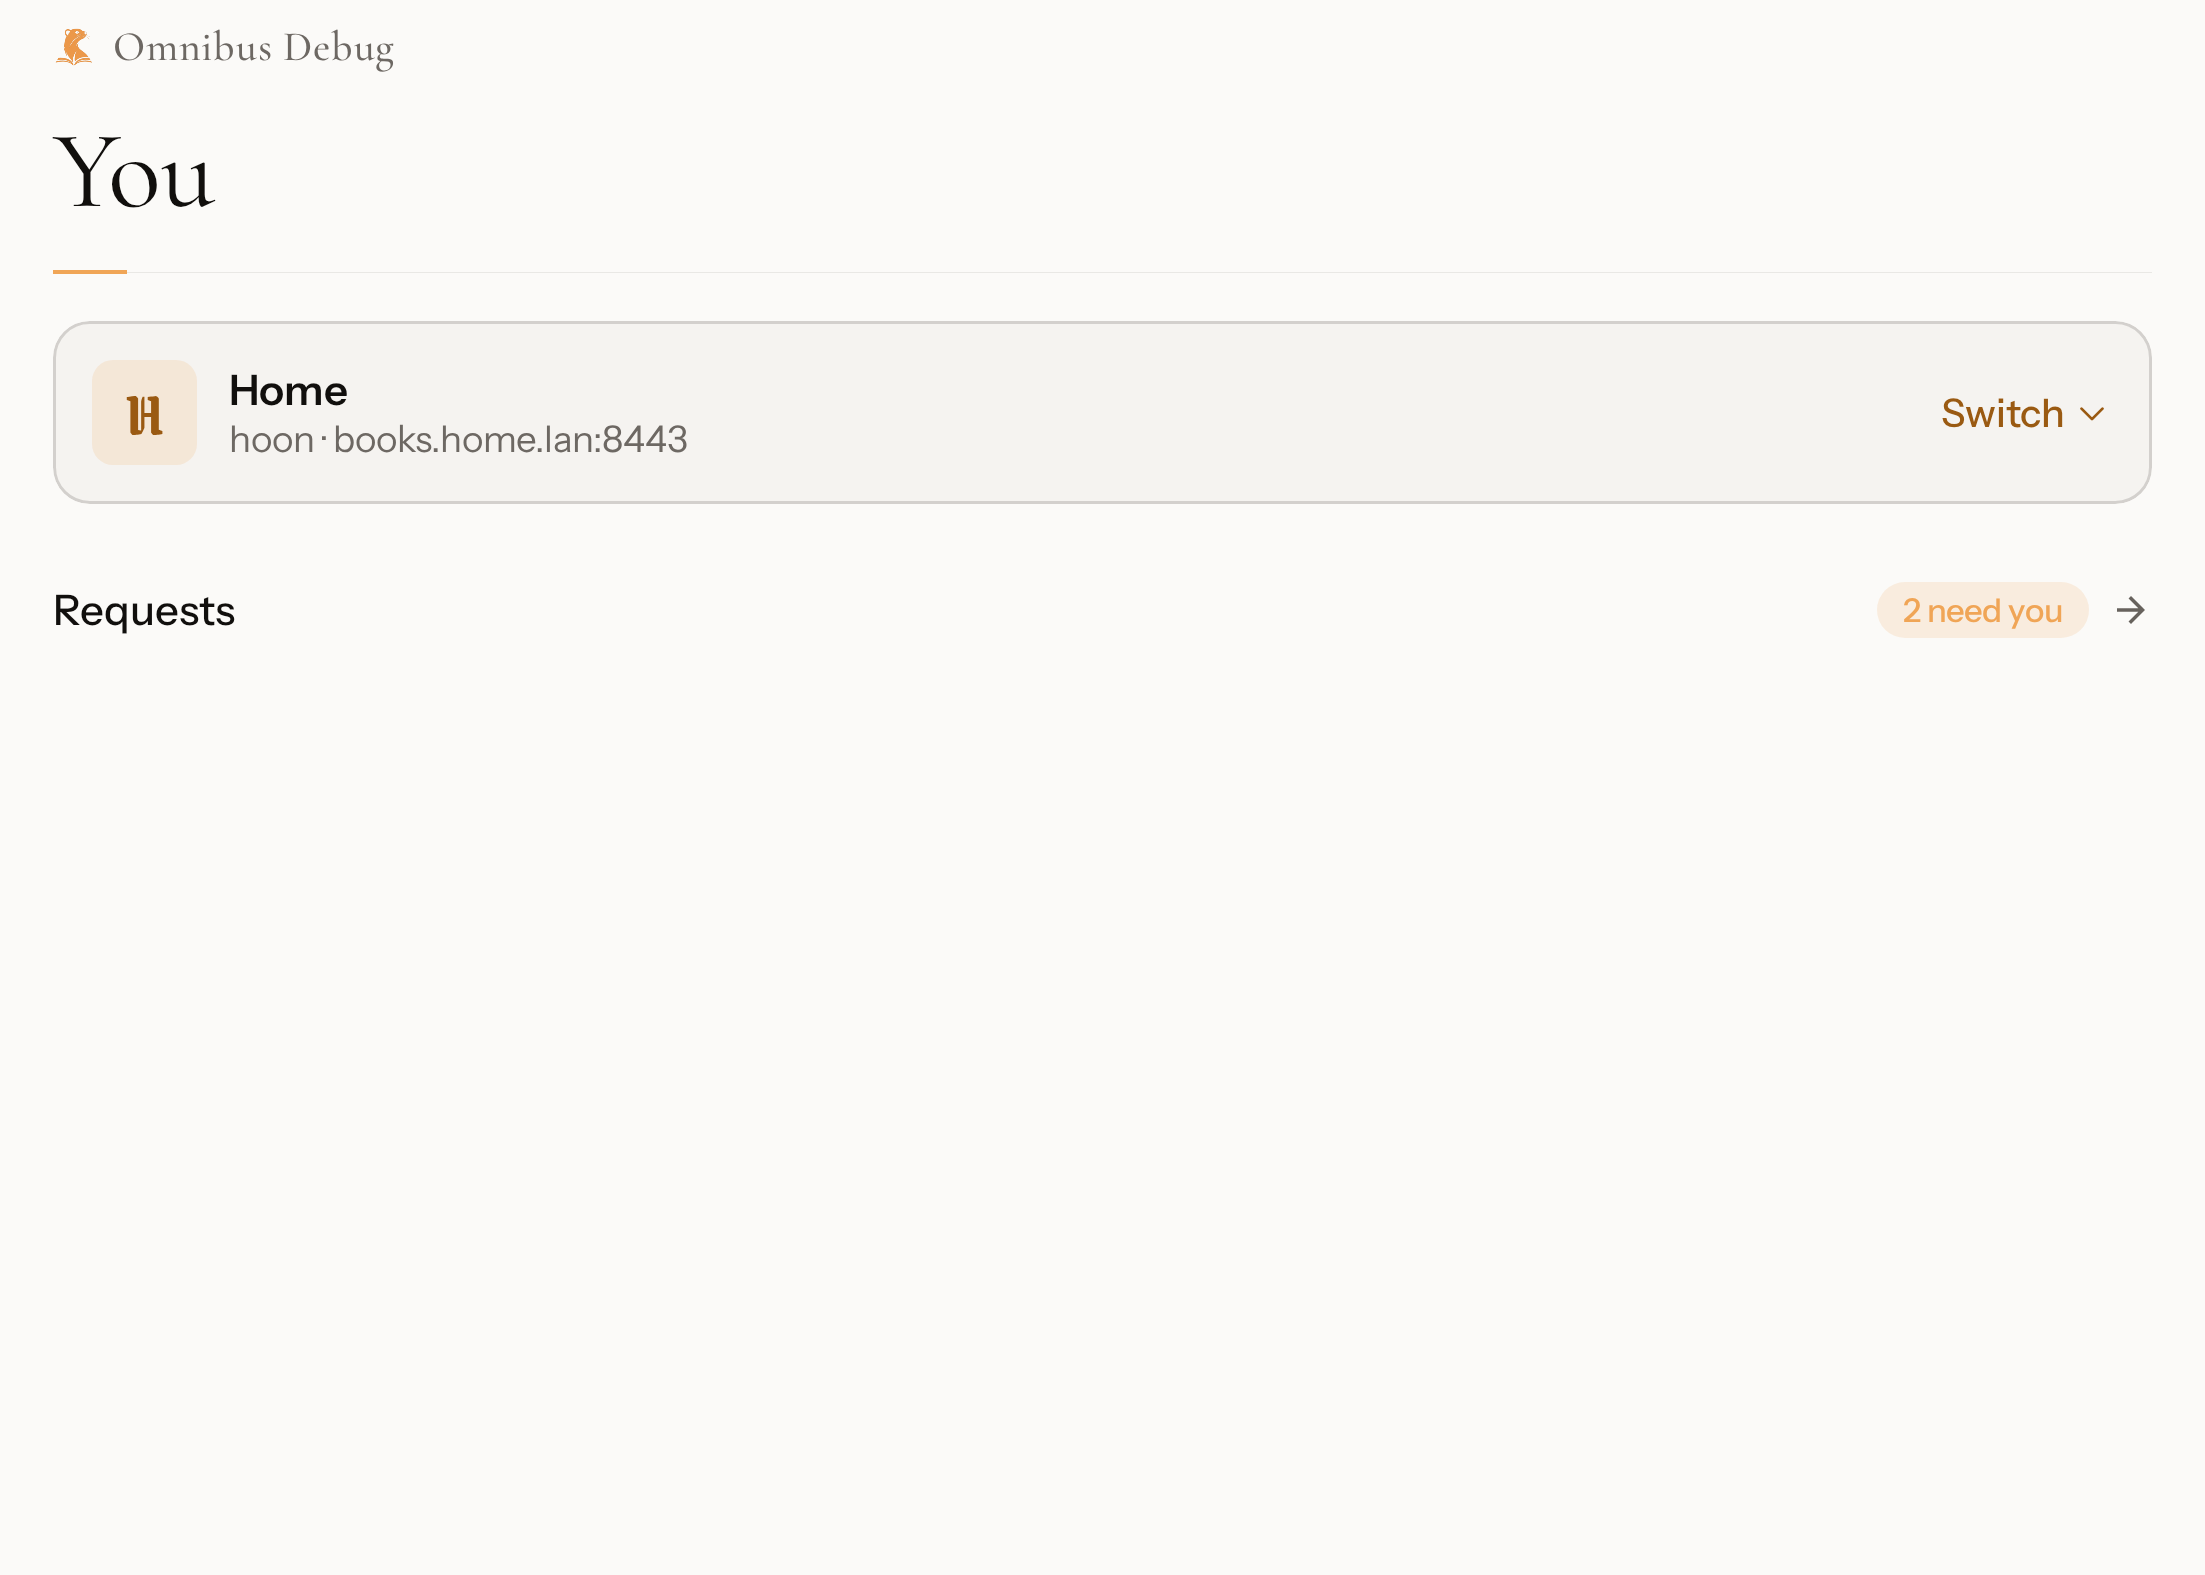 Omnibus Debug
You
H
Home
hoon · books.home.lan:8443
Switch
Requests
2 need you